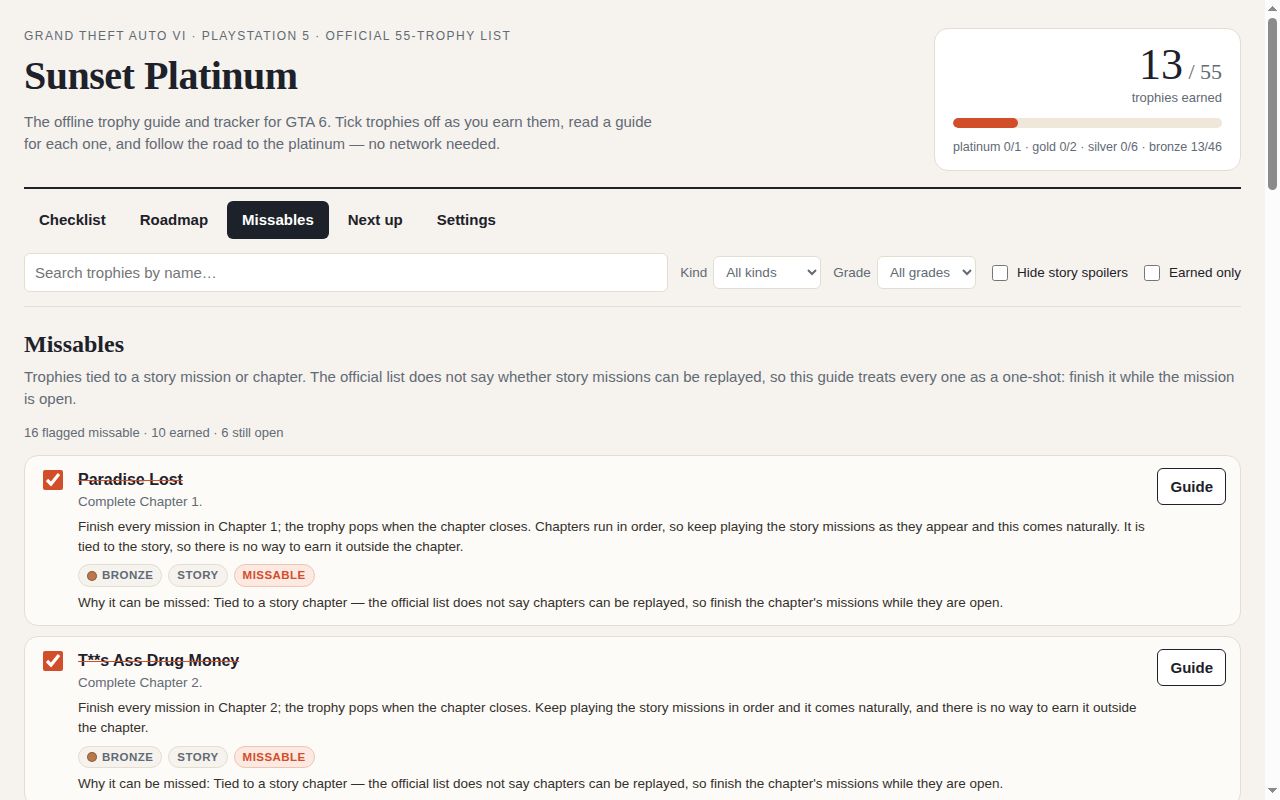 GRAND THEFT AUTO VI · PLAYSTATION 5 · OFFICIAL 55-TROPHY LIST
Sunset Platinum
The offline trophy guide and tracker for GTA 6. Tick trophies off as you earn them, read a guide
for each one, and follow the road to the platinum — no network needed.
13 / 55
trophies earned
platinum 0/1 · gold 0/2 · silver 0/6 · bronze 13/46
Checklist Roadmap Missables Next up Settings
Search trophies by name… Kind All kinds Grade All grades Hide story spoilers Earned only
Missables
Trophies tied to a story mission or chapter. The official list does not say whether story missions can be replayed, so this guide treats every one as a one-shot: finish it while the mission
is open.
16 flagged missable · 10 earned · 6 still open
Paradise Lost
Guide
Complete Chapter 1.
Finish every mission in Chapter 1; the trophy pops when the chapter closes. Chapters run in order, so keep playing the story missions as they appear and this comes naturally. It is
tied to the story, so there is no way to earn it outside the chapter.
BRONZE STORY MISSABLE
Why it can be missed: Tied to a story chapter — the official list does not say chapters can be replayed, so finish the chapter's missions while they are open.
T**s Ass Drug Money
Guide
Complete Chapter 2.
Finish every mission in Chapter 2; the trophy pops when the chapter closes. Keep playing the story missions in order and it comes naturally, and there is no way to earn it outside
the chapter.
BRONZE STORY MISSABLE
Why it can be missed: Tied to a story chapter — the official list does not say chapters can be replayed, so finish the chapter's missions while they are open.